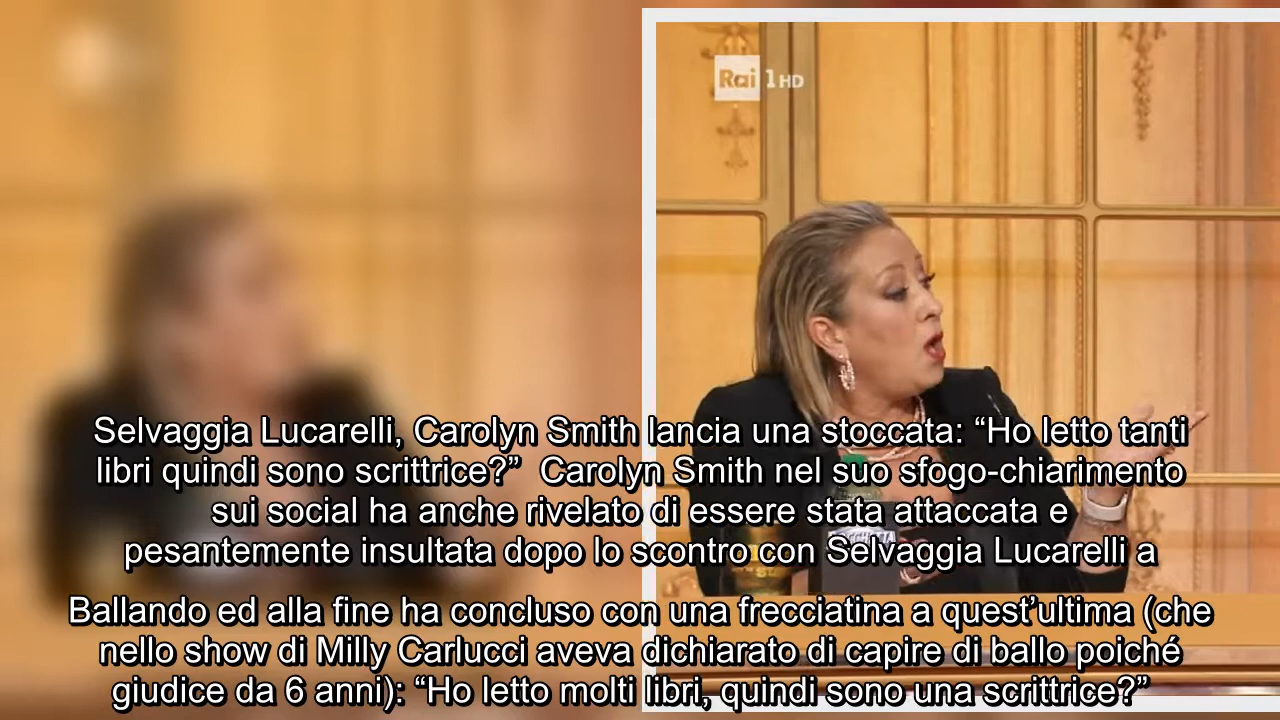 Rai 1 HD
Selvaggia Lucarelli, Carolyn Smith lancia una stoccata: “Ho letto tanti
libri quindi sono scrittrice?”  Carolyn Smith nel suo sfogo-chiarimento
sui social ha anche rivelato di essere stata attaccata e
pesantemente insultata dopo lo scontro con Selvaggia Lucarelli a
Ballando ed alla fine ha concluso con una frecciatina a quest’ultima (che
nello show di Milly Carlucci aveva dichiarato di capire di ballo poiché
giudice da 6 anni): “Ho letto molti libri, quindi sono una scrittrice?”